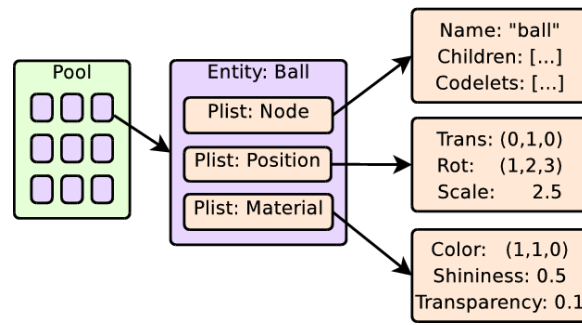 Pool
Entity: Ball
Plist: Node
Plist: Position
Plist: Material
Name: "ball"
Children: [...]
Codelets: [...]
Trans: (0,1,0)
Rot: (1,2,3)
Scale: 2.5
Color: (1,1,0)
Shininess: 0.5
Transparency: 0.1